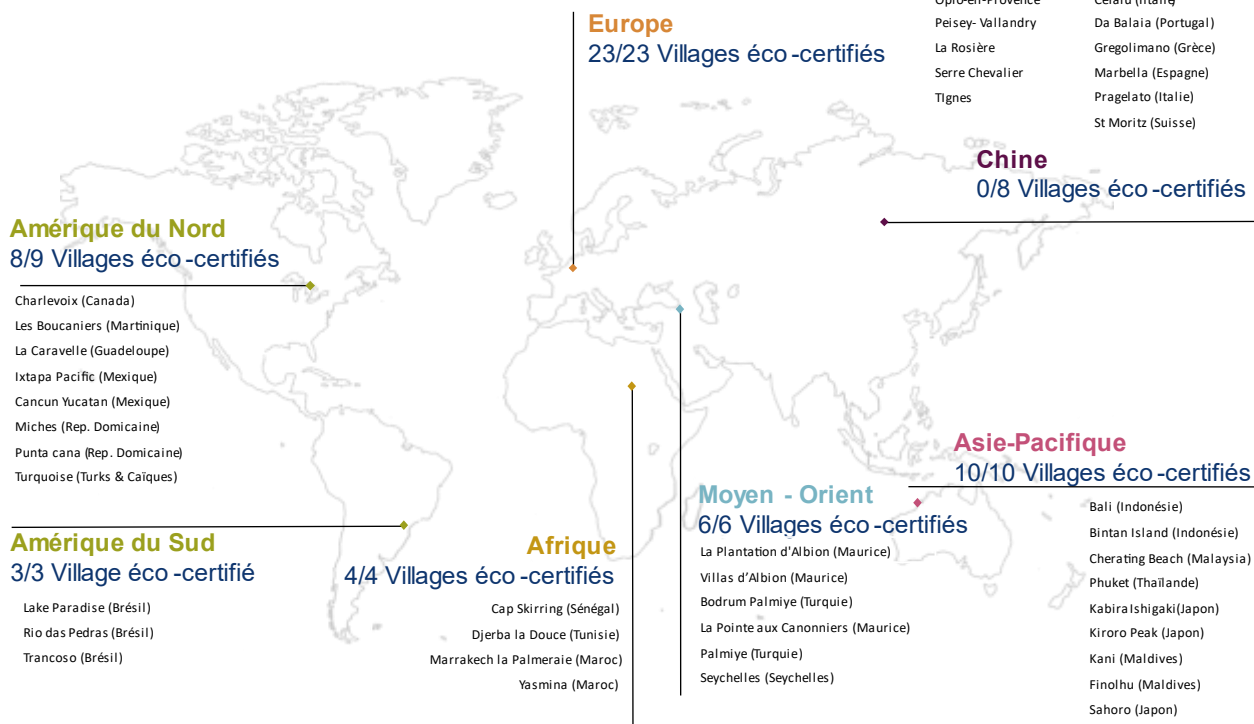 Opio-en-Provence
Peisey- Vallandry
La Rosière
Serre Chevalier
TIgnes
Cefalu (Ittalie)
Da Balaia (Portugal)
Gregolimano (Grèce)
Marbella (Espagne)
Pragelato (Italie)
St Moritz (Suisse)
Europe
23/23 Villages éco -certifiés
Chine
0/8 Villages éco -certifiés
Amérique du Nord
8/9 Villages éco -certifiés
Charlevoix (Canada)
Les Boucaniers (Martinique)
La Caravelle (Guadeloupe)
Ixtapa Pacific (Mexique)
Cancun Yucatan (Mexique)
Miches (Rep. Domicaine)
Punta cana (Rep. Domicaine)
Turquoise (Turks & Caïques)
Amérique du Sud
3/3 Village éco -certifié
Lake Paradise (Brésil)
Rio das Pedras (Brésil)
Trancoso (Brésil)
Afrique
4/4 Villages éco -certifiés
Cap Skirring (Sénégal)
Djerba la Douce (Tunisie)
Marrakech la Palmeraie (Maroc)
Yasmina (Maroc)
Moyen - Orient
6/6 Villages éco -certifiés
La Plantation d'Albion (Maurice)
Villas d’Albion (Maurice)
Bodrum Palmiye (Turquie)
La Pointe aux Canonniers (Maurice)
Palmiye (Turquie)
Seychelles (Seychelles)
Asie-Pacifique
10/10 Villages éco -certifiés
Bali (Indonésie)
Bintan Island (Indonésie)
Cherating Beach (Malaysia)
Phuket (Thaïlande)
Kabira Ishigaki(Japon)
Kiroro Peak (Japon)
Kani (Maldives)
Finolhu (Maldives)
Sahoro (Japon)